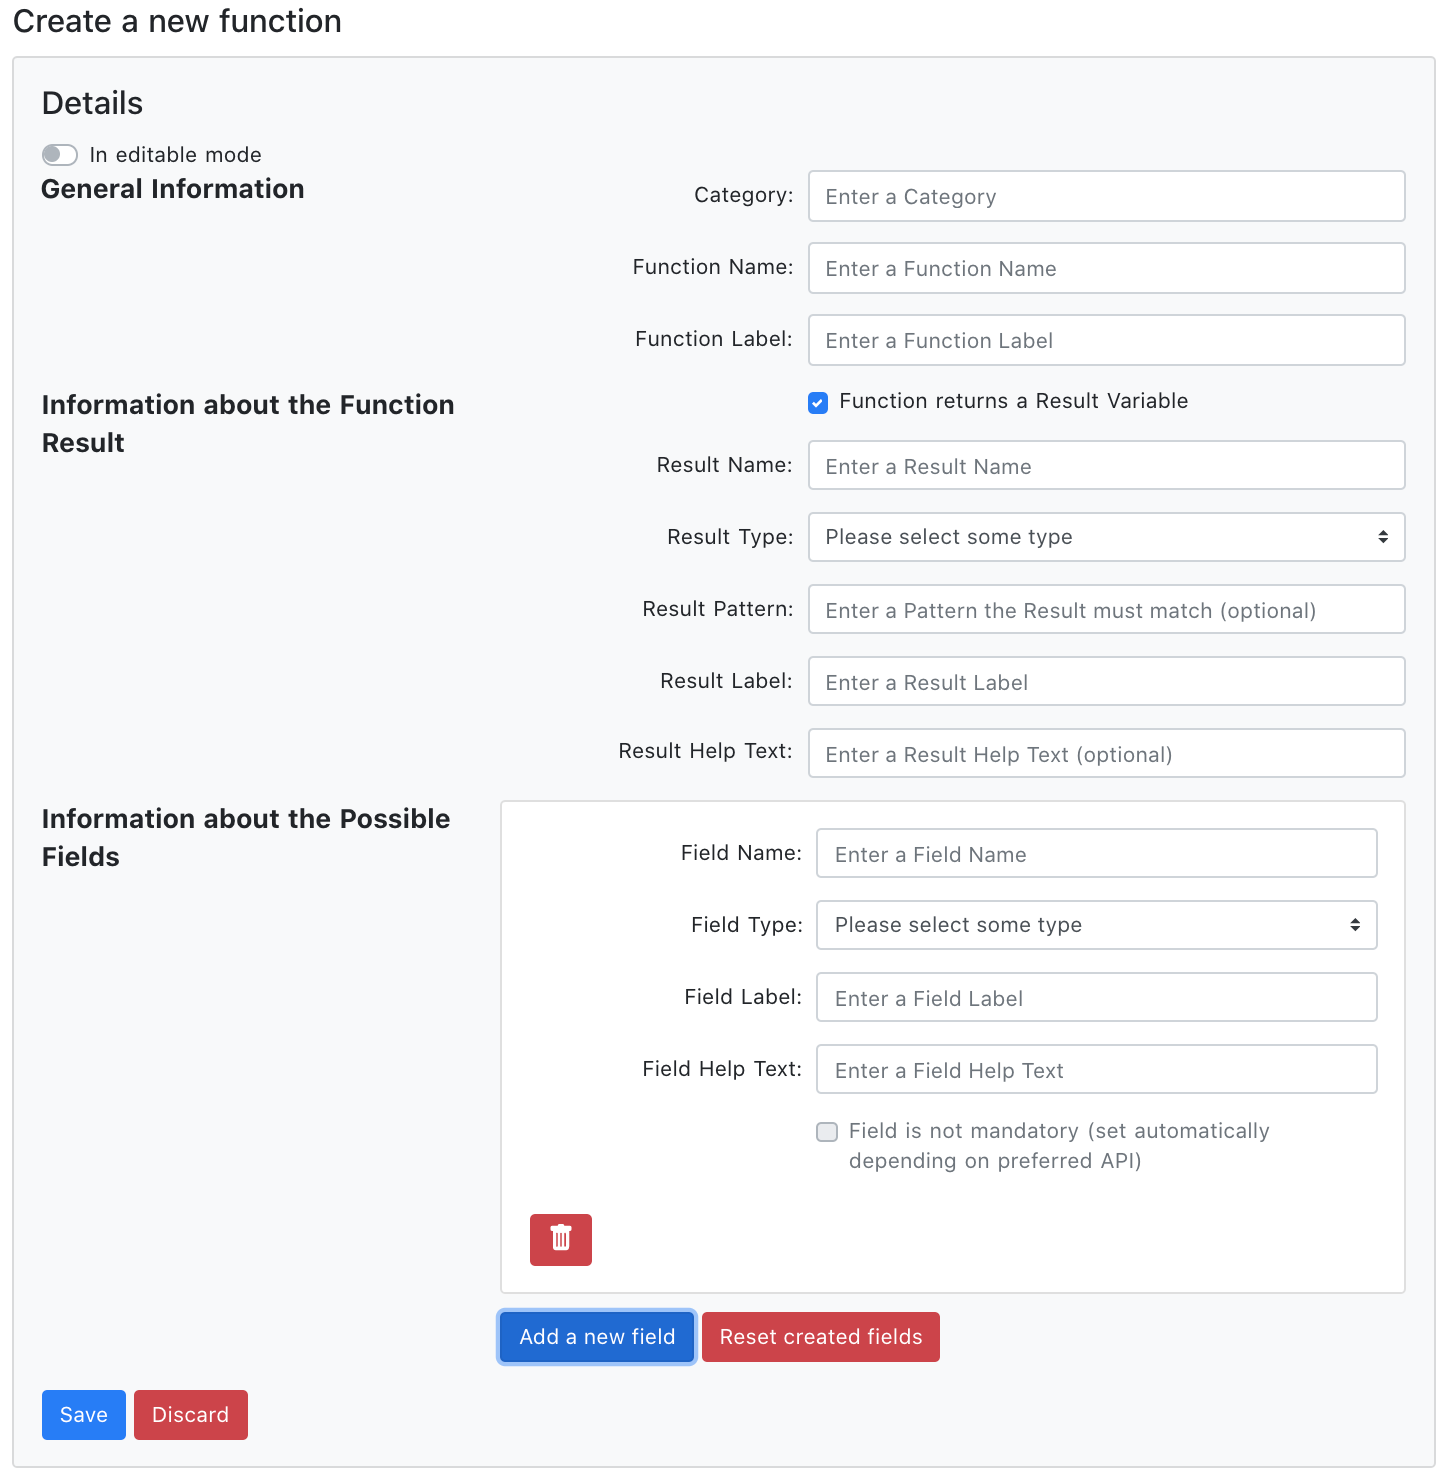 Create a new function
Details
In editable mode
General Information
Category:
Enter a Category
Function Name:
Enter a Function Name
Function Label:
Enter a Function Label
Information about the Function
Result
Function returns a Result Variable
Result Name:
Enter a Result Name
Result Type:
Please select some type
Result Pattern:
Enter a Pattern the Result must match (optional)
Result Label:
Enter a Result Label
Result Help Text:
Enter a Result Help Text (optional)
Information about the Possible
Fields
Field Name:
Enter a Field Name
Field Type:
Please select some type
Field Label:
Enter a Field Label
Field Help Text:
Enter a Field Help Text
Field is not mandatory (set automatically
depending on preferred API)
Add a new field
Reset created fields
Save
Discard